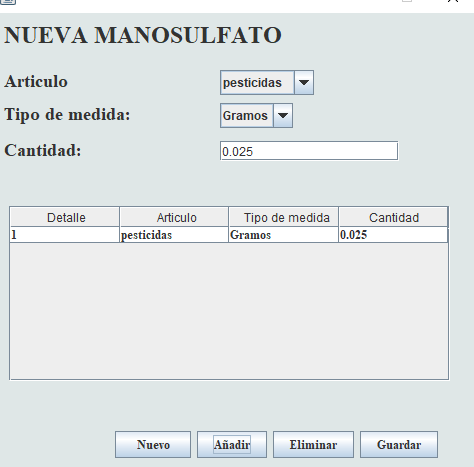 NUEVA MANOSULFATO
Articulo pesticidas
Tipo de medida: Gramos
Cantidad: 0.025
Detalle Articulo Tipo de medida Cantidad
1 pesticidas Gramos 0.025
Nuevo Añadir Eliminar Guardar